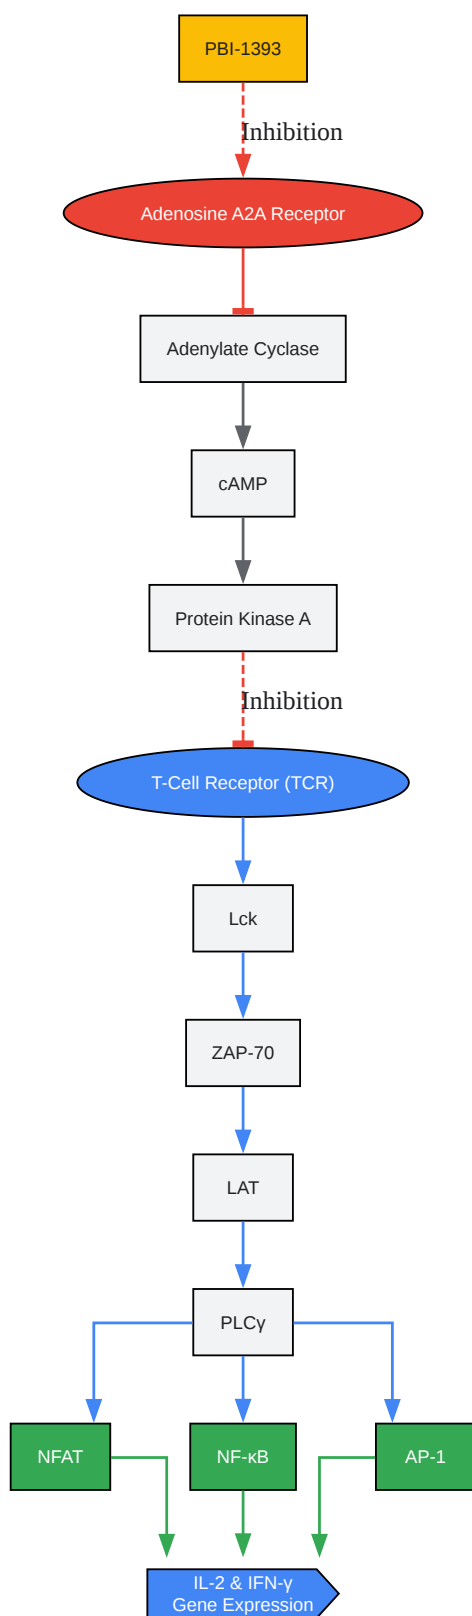 PBI-1393
Inhibition
Adenosine A2A Receptor
Adenylate Cyclase
cAMP
Protein Kinase A
Inhibition
T-Cell Receptor (TCR)
Lck
ZAP-70
LAT
PLCγ
NFAT
NF-κB
AP-1
IL-2 & IFN-γ
Gene Expression